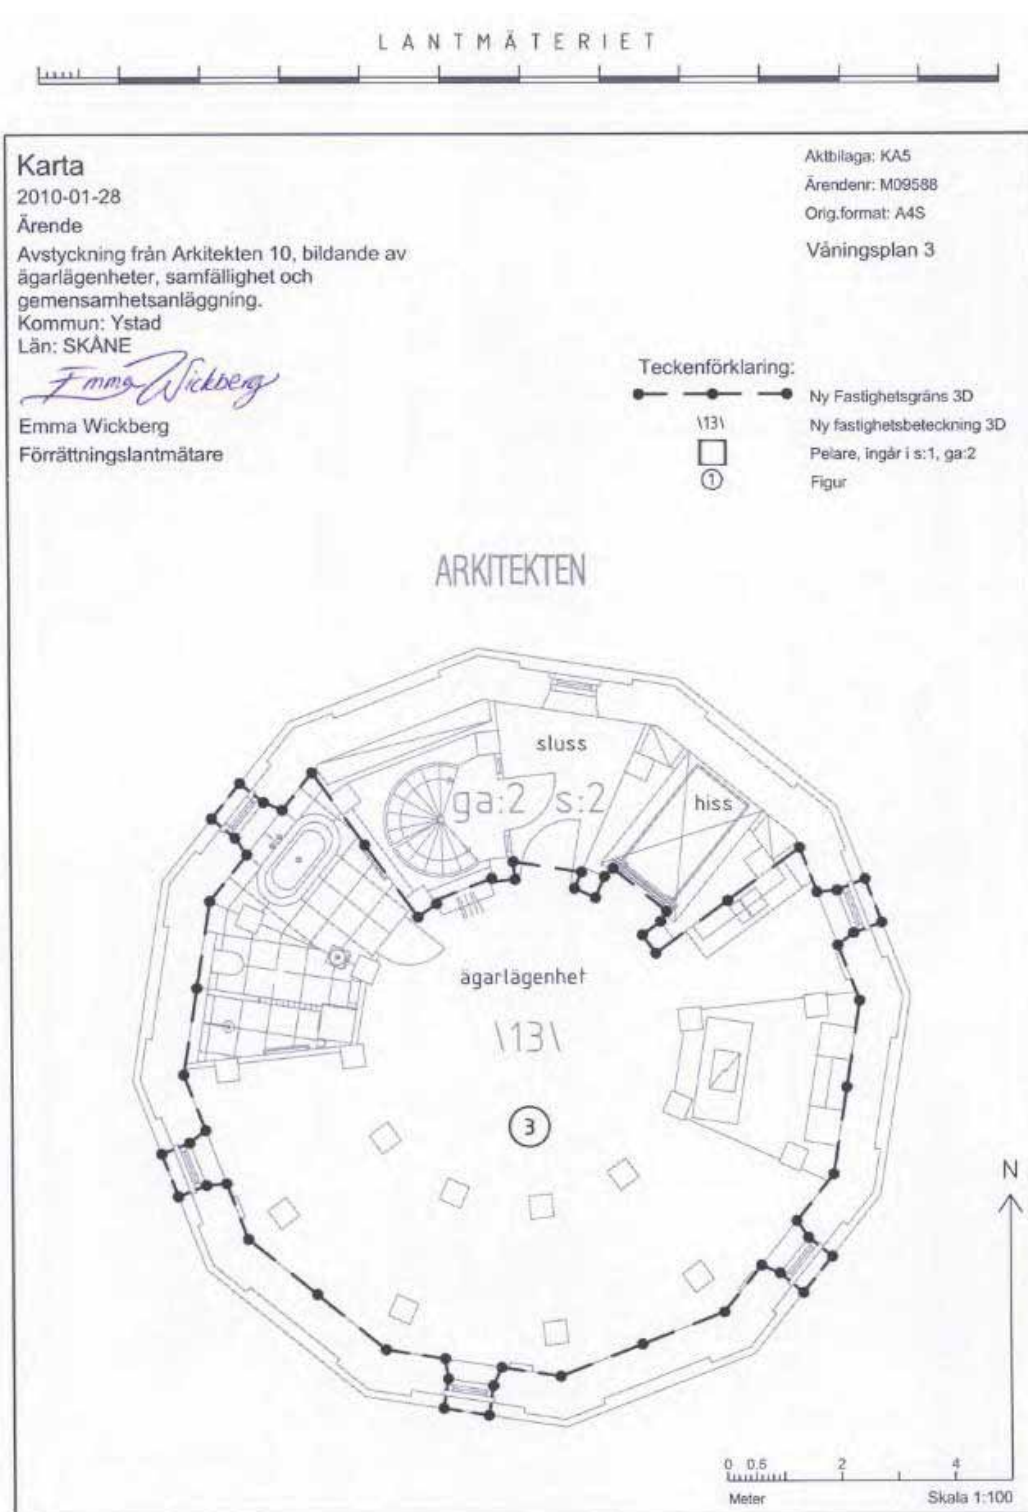 LANTMÄTERIET
Karta
2010-01-28
Ärende
Avstyckning från Arkitekten 10, bildande av
ägarlägenheter, samfällighet och
gemensamhetsanläggning.
Kommun: Ystad
Län: SKÅNE
Emma Wickberg
Emma Wickberg
Förrättningslantmätare
Aktbilaga: KA5
Ärendenr: M09588
Orig.format: A4S
Våningsplan 3
Teckenförklaring:
Ny Fastighetsgräns 3D
\13\ Ny fastighetsbeteckning 3D
Pelare, ingår i s:1, ga:2
1 Figur
ARKITEKTEN
sluss
ga:2 s:2
hiss
ägarlägenhet
\13\
3
N
0 0.5 2 4
Meter Skala 1:100